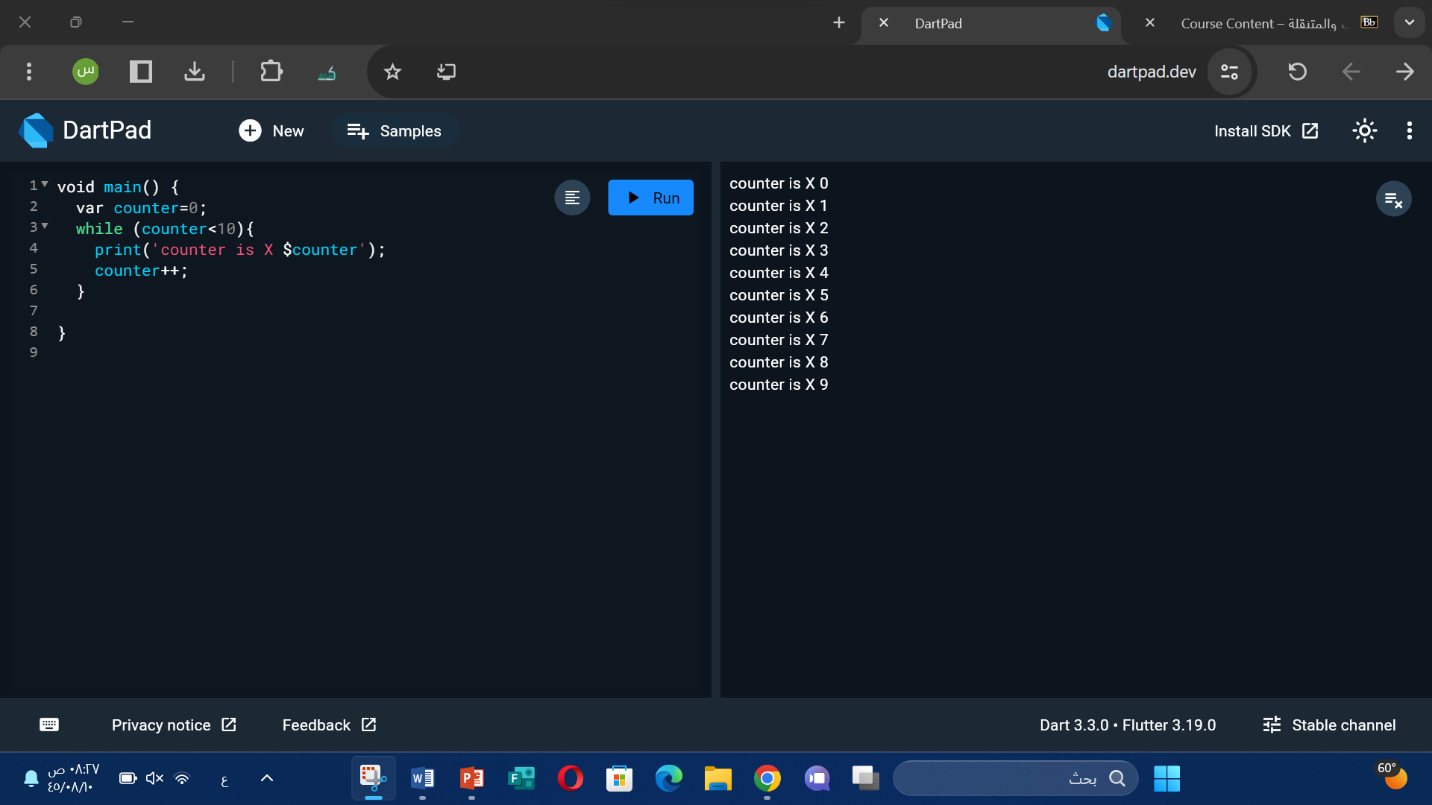 DartPad
Course Content – والمتنقلة
Bb
س
dartpad.dev
DartPad
New
Samples
Install SDK
1 void main() {
2 var counter=0;
3 while (counter<10){
4 print('counter is X $counter');
5 counter++;
6 }
7
8 }
9
Run
counter is X 0
counter is X 1
counter is X 2
counter is X 3
counter is X 4
counter is X 5
counter is X 6
counter is X 7
counter is X 8
counter is X 9
Privacy notice
Feedback
Dart 3.3.0 • Flutter 3.19.0
Stable channel
٠٨:٢٧ ص
٤٥/٠٨/١٠
ع
W
P
F
بحث
60°